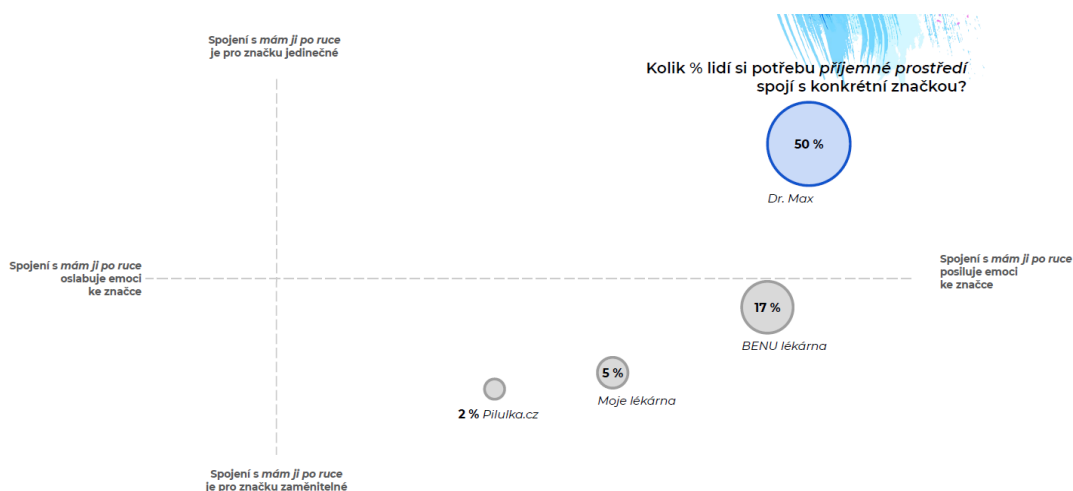 Spojení s mám ji po ruce
je pro značku jedinečné
Kolik % lidí si potřebu příjemné prostředí
spojí s konkrétní značkou?
50 %
Dr. Max
Spojení s mám ji po ruce
oslabuje emoci
ke značce
Spojení s mám ji po ruce
posiluje emoci
ke značce
17 %
BENU lékárna
5 %
Moje lékárna
2 % Pilulka.cz
Spojení s mám ji po ruce
je pro značku zaměnitelné